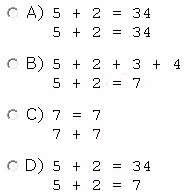 A) 5 + 2 = 34
5 + 2 = 34
B) 5 + 2 + 3 + 4
5 + 2 = 7
C) 7 = 7
7 + 7
D) 5 + 2 = 34
5 + 2 = 7